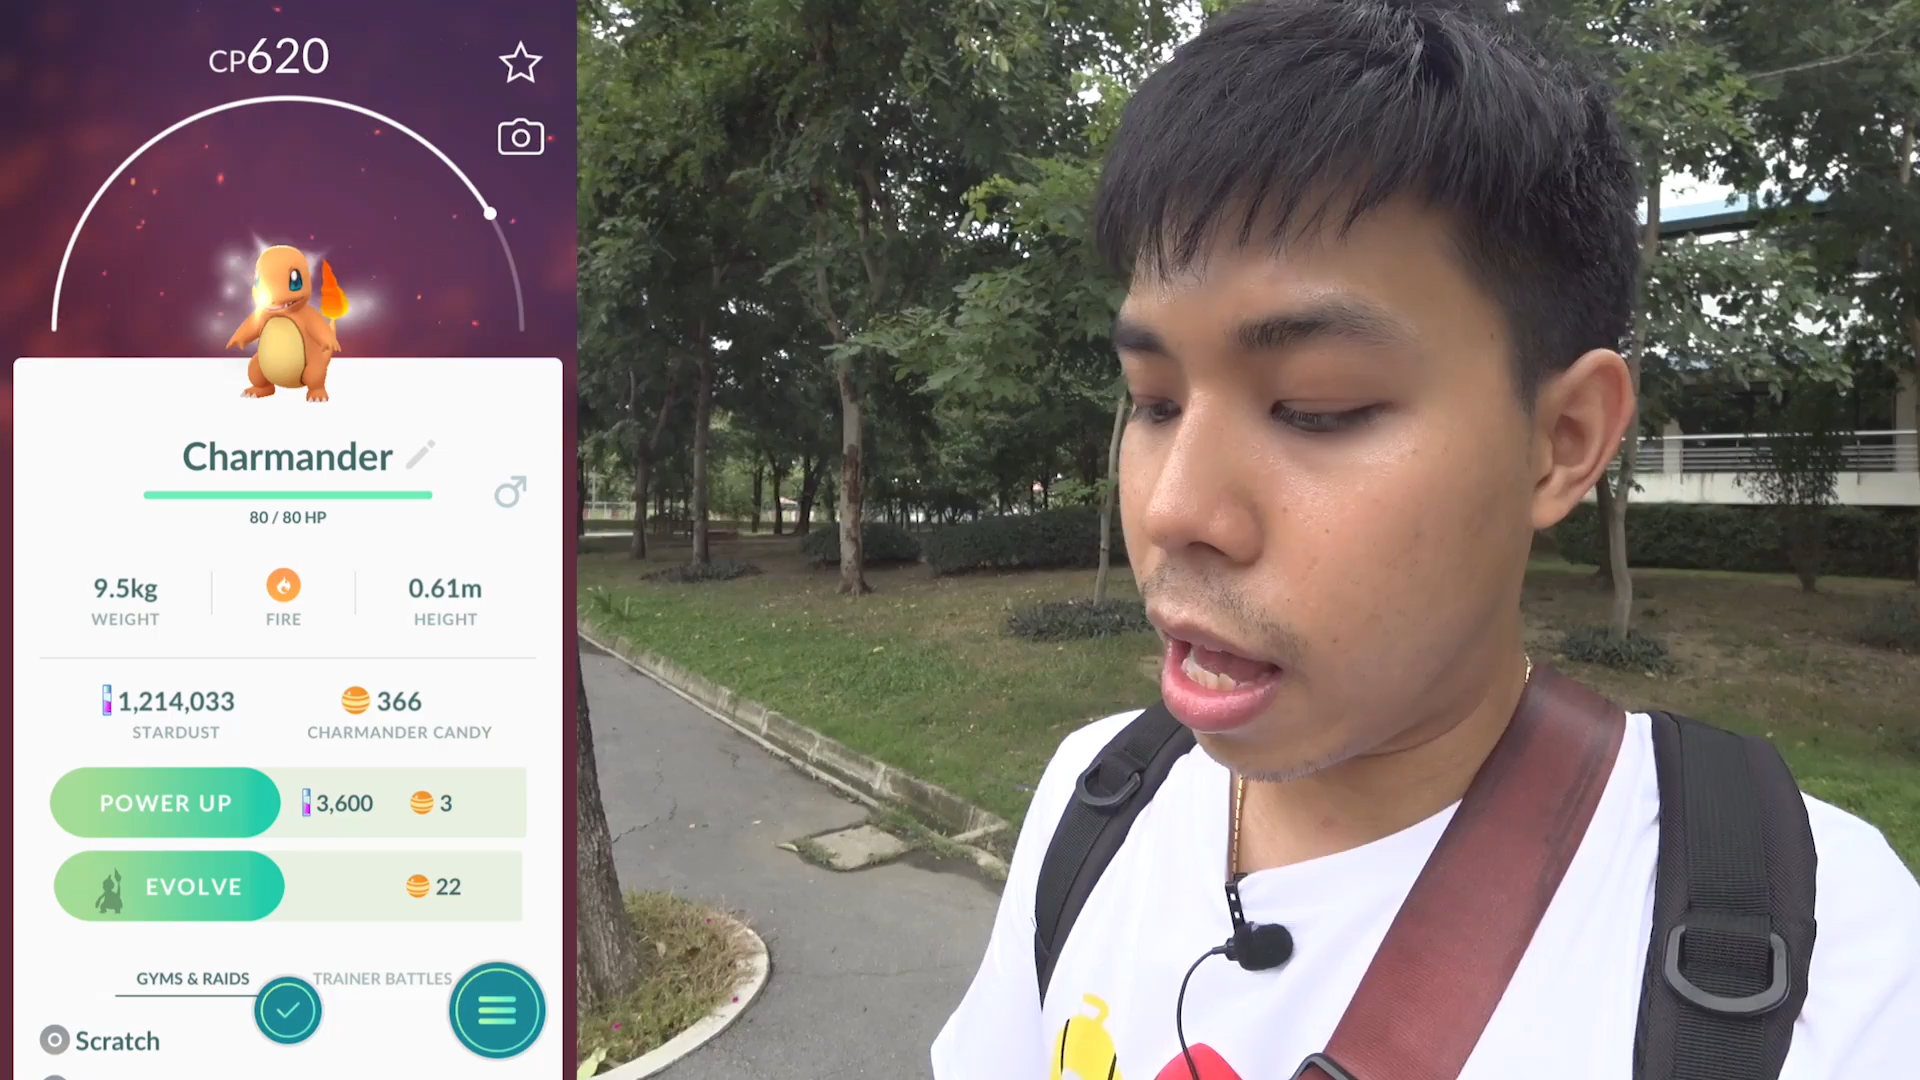 CP620
Charmander
80 / 80 HP
9.5kg
WEIGHT
FIRE
0.61m
HEIGHT
1,214,033
STARDUST
366
CHARMANDER CANDY
POWER UP 3,600 3
EVOLVE 22
GYMS & RAIDS TRAINER BATTLES
Scratch